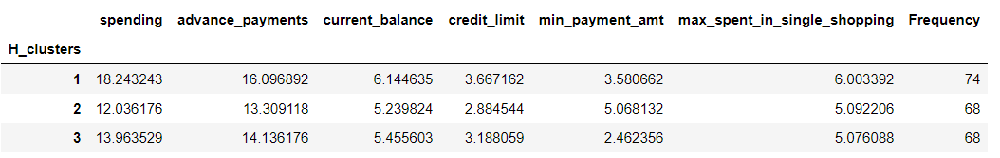 spending advance_payments current_balance credit_limit min_payment_amt max_spent_in_single_shopping Frequency
H_clusters
1 18.243243 16.096892 6.144635 3.667162 3.580662 6.003392 74
2 12.036176 13.309118 5.239824 2.884544 5.068132 5.092206 68
3 13.963529 14.136176 5.455603 3.188059 2.462356 5.076088 68